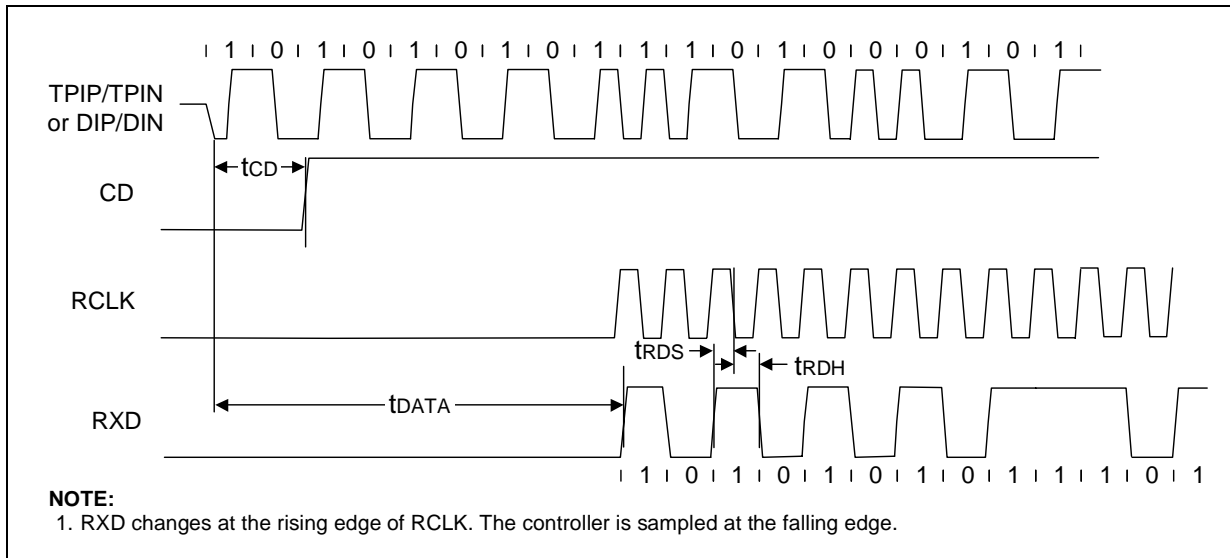 1 0 1 0 1 0 1 0 1 1 1 0 1 0 0 0 1 0 1
TPIP/TPIN
or DIP/DIN
tCD
CD
RCLK
tRDS
tRDH
tDATA
RXD
1 0 1 0 1 0 1 0 1 1 1 0 1
NOTE:
1. RXD changes at the rising edge of RCLK. The controller is sampled at the falling edge.